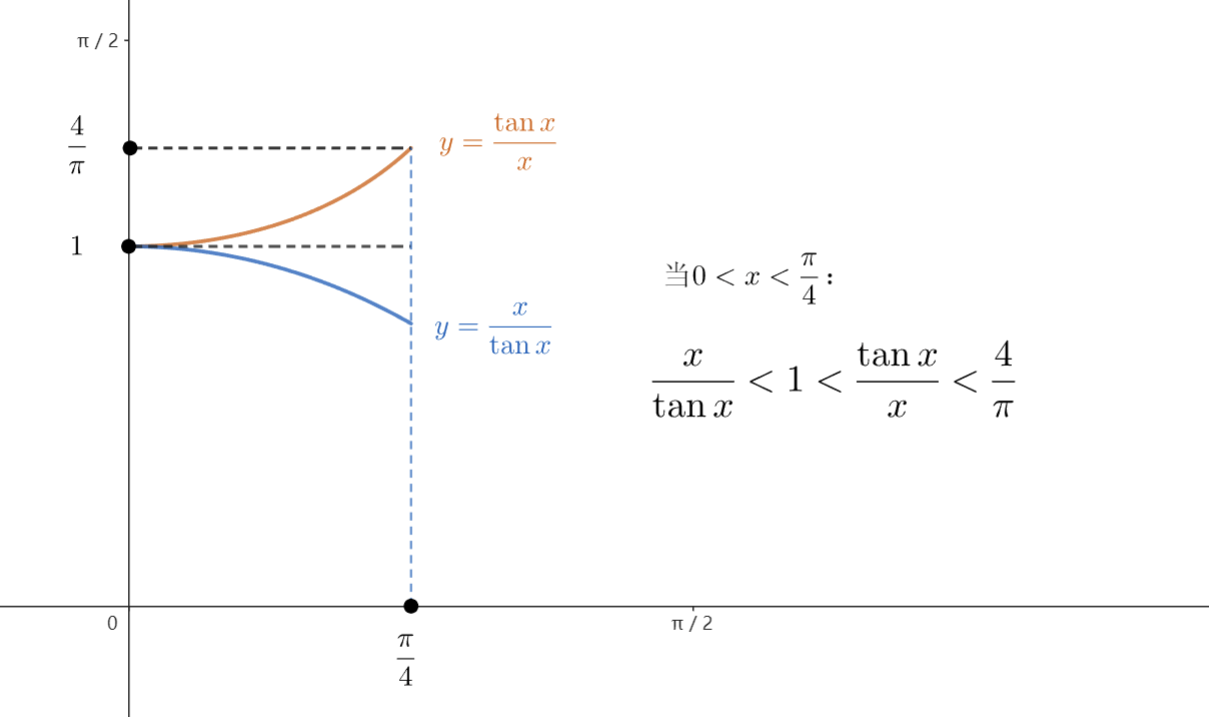 π / 2
4/π
y = tan x / x
1
当0 < x < π/4：
y = x / tan x
x / tan x < 1 < tan x / x < 4/π
0
π/4
π / 2